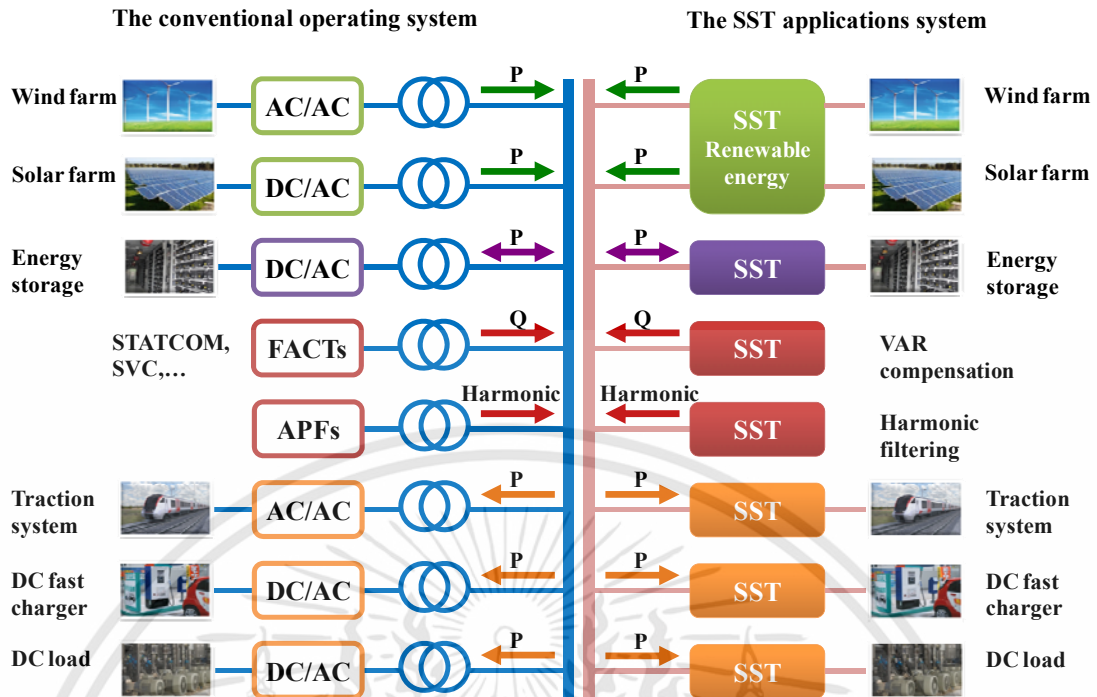 The conventional operating system
The SST applications system
Wind farm
AC/AC
P
P
SST
Renewable
energy
Wind farm
Solar farm
DC/AC
P
P
Solar farm
Energy
storage
DC/AC
P
P
SST
Energy
storage
STATCOM,
SVC,...
FACTs
Q
Q
SST
VAR
compensation
APFs
Harmonic
Harmonic
SST
Harmonic
filtering
Traction
system
AC/AC
P
P
SST
Traction
system
DC fast
charger
DC/AC
P
P
SST
DC fast
charger
DC load
DC/AC
P
P
SST
DC load